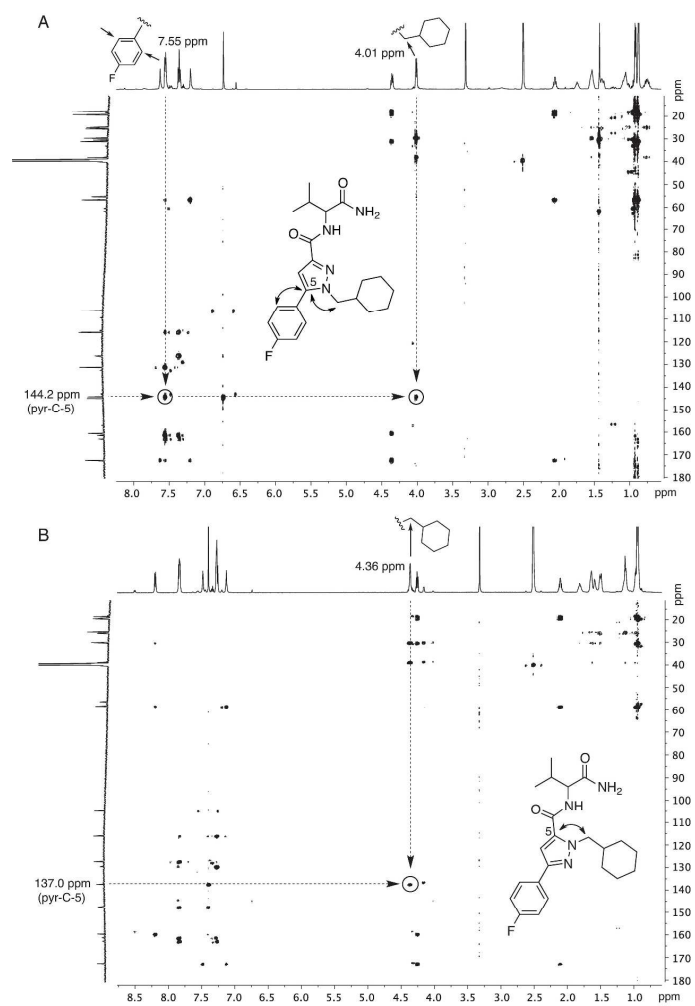 A
7.55 ppm
F
4.01 ppm
ppm
20
30
40
50
60
70
80
90
100
110
120
130
140
150
160
170
180
O
NH2
NH
O
5
N
N
F
144.2 ppm
(pyr-C-5)
8.0 7.5 7.0 6.5 6.0 5.5 5.0 4.5 4.0 3.5 3.0 2.5 2.0 1.5 1.0 ppm
B
4.36 ppm
ppm
20
30
40
50
60
70
80
90
100
110
120
130
140
150
160
170
180
O
NH2
NH
O
5
N
N
F
137.0 ppm
(pyr-C-5)
8.5 8.0 7.5 7.0 6.5 6.0 5.5 5.0 4.5 4.0 3.5 3.0 2.5 2.0 1.5 1.0 ppm